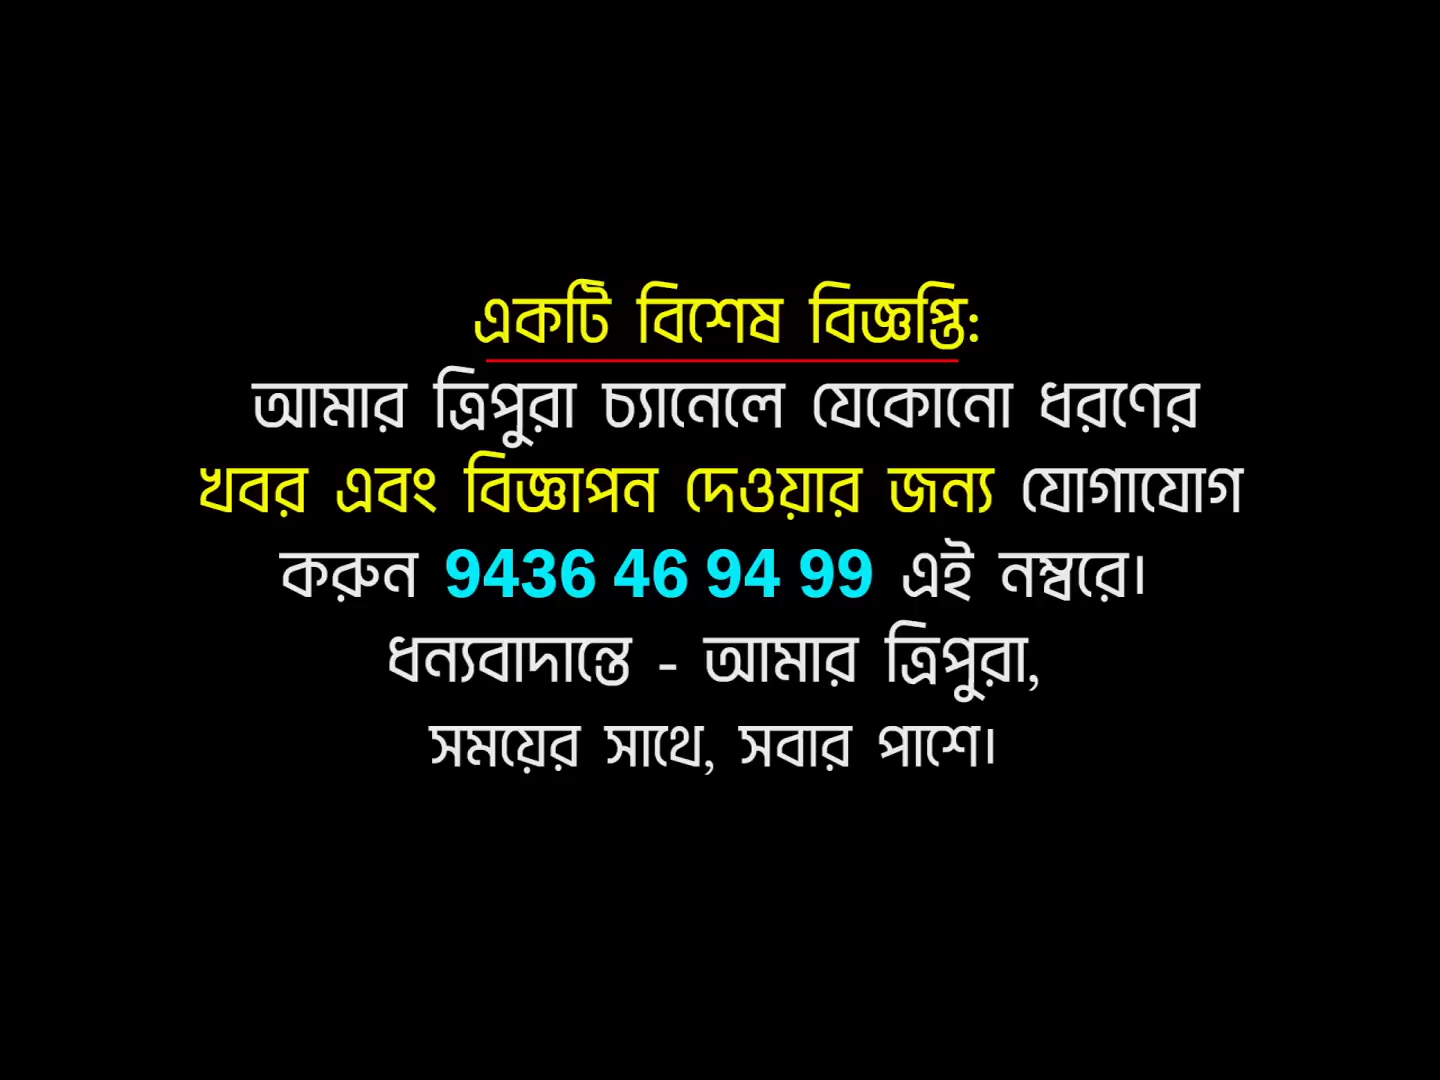 একটি বিশেষ বিজ্ঞপ্তি:
আমার ত্রিপুরা চ্যানেলে যেকোনো ধরণের
খবর এবং বিজ্ঞাপন দেওয়ার জন্য যোগাযোগ
করুন 9436 46 94 99 এই নম্বরে।
ধন্যবাদান্তে - আমার ত্রিপুরা,
সময়ের সাথে, সবার পাশে।